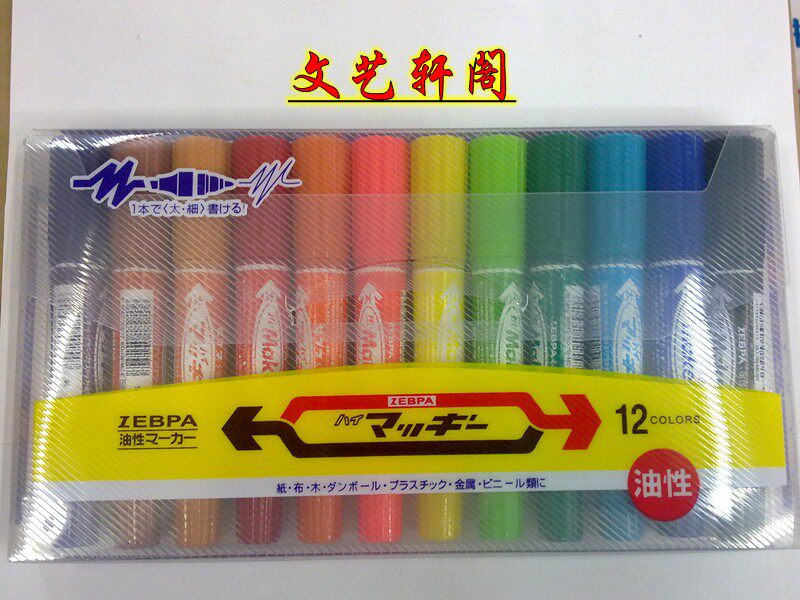 文艺轩阁
1本で〈太・細〉書ける!
ZEBPA
ZEBPA
油性マーカー
ハイ
マッキー
12 COLORS
紙・布・木・ダンボール・プラスチック・金属・ビニール類に
油性